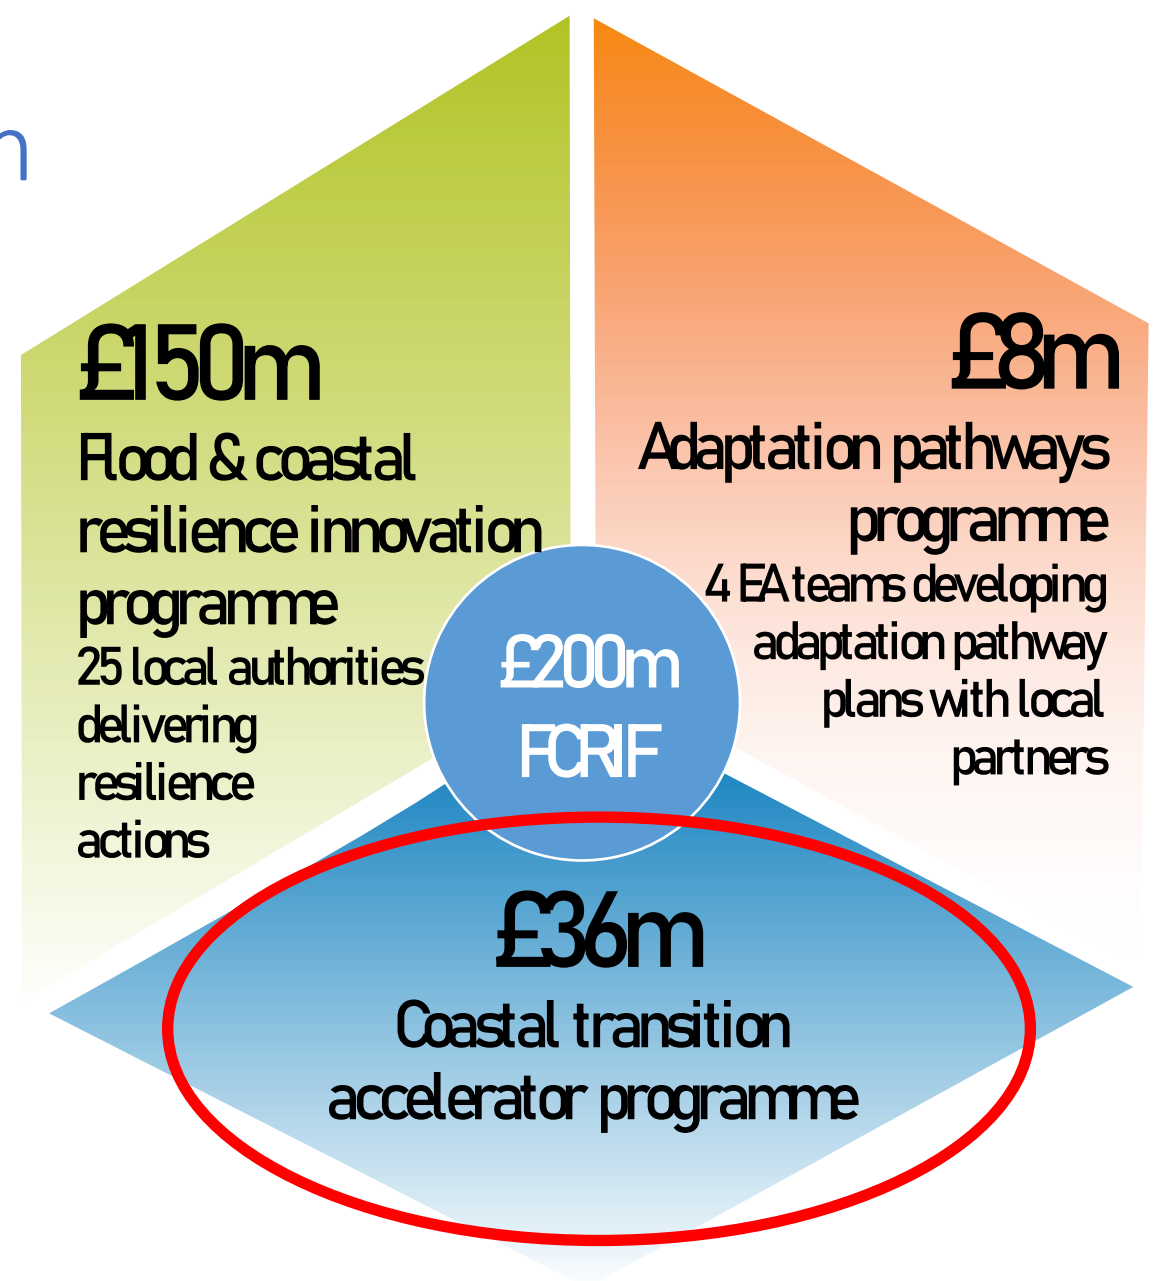 n
£150m
Flood & coastal
resilience innovation
programme
25 local authorities
delivering
resilience
actions
£8m
Adaptation pathways
programme
4 EA teams developing
adaptation pathway
plans with local
partners
£200m
FCRIF
£36m
Coastal transition
accelerator programme